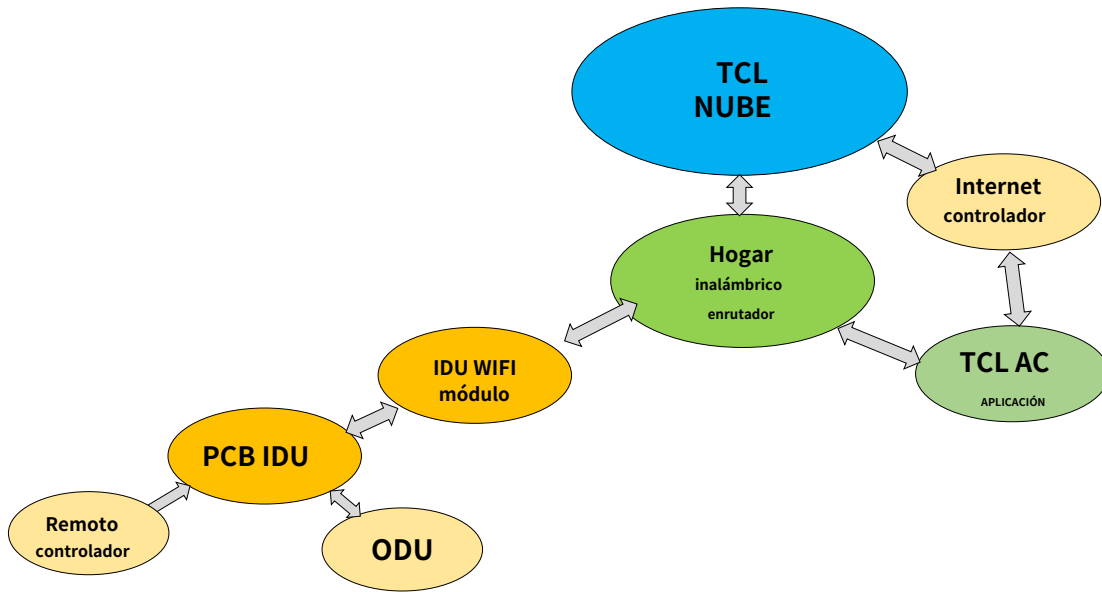 TCL
NUBE
Internet
controlador
Hogar
inalámbrico
enrutador
IDU WIFI
módulo
TCL AC
APLICACIÓN
PCB IDU
Remoto
controlador
ODU